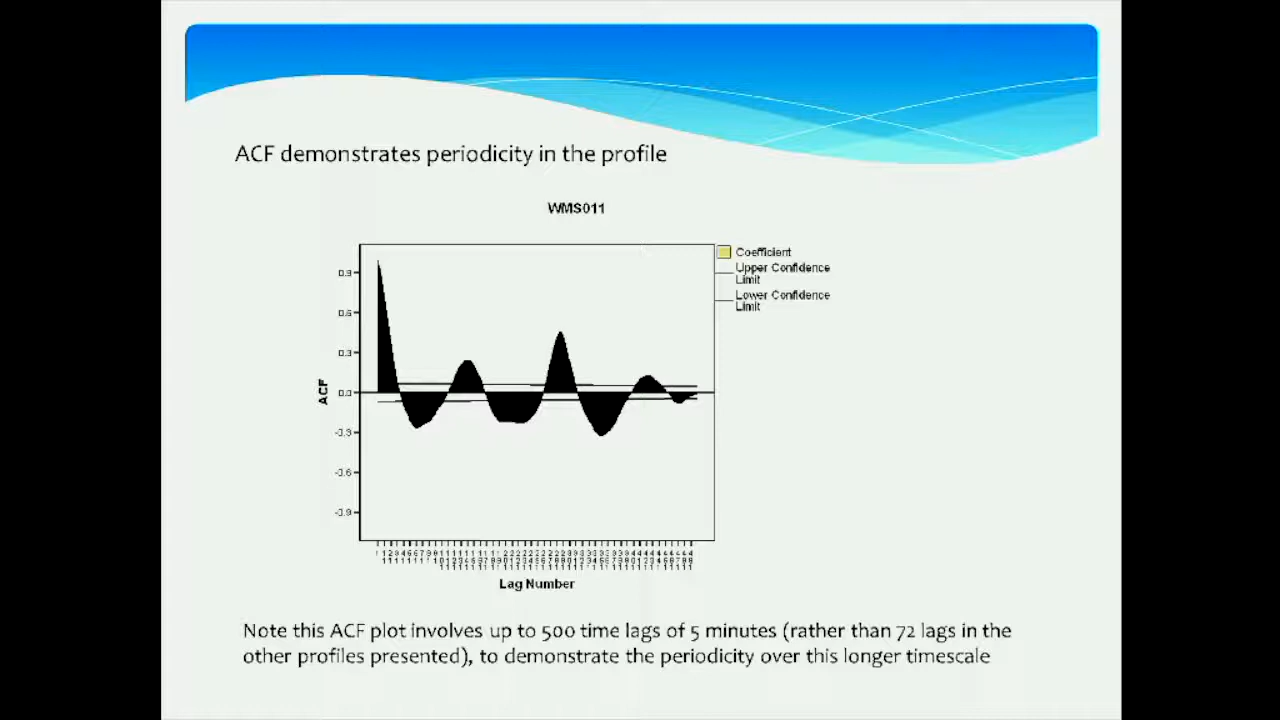 ACF demonstrates periodicity in the profile
WMS011
Coefficient
Upper Confidence
Limit
Lower Confidence
Limit
0.9
0.6
0.3
0.0
-0.3
-0.6
-0.9
ACF
Lag Number
Note this ACF plot involves up to 500 time lags of 5 minutes (rather than 72 lags in the
other profiles presented), to demonstrate the periodicity over this longer timescale